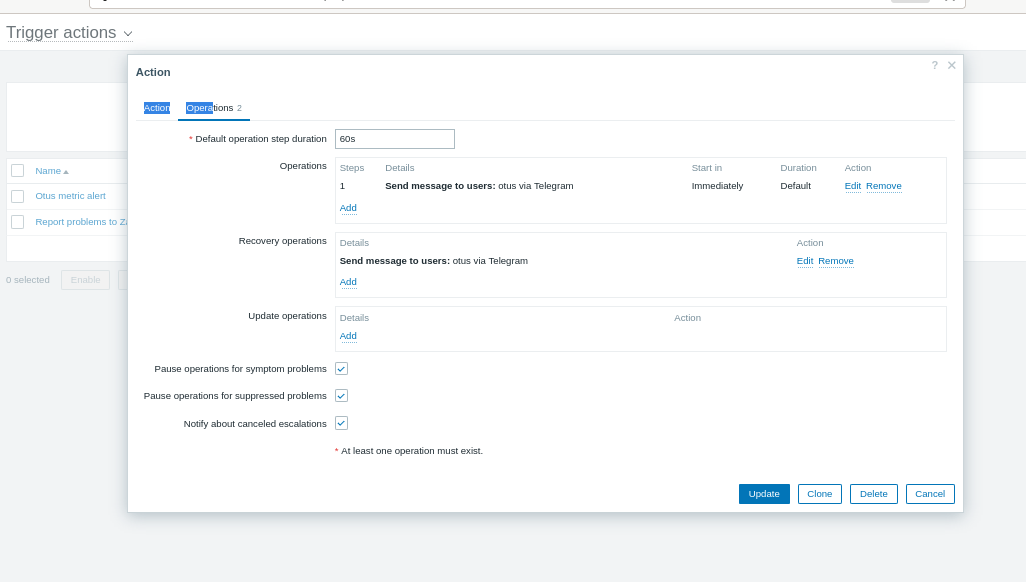 Trigger actions
Action
?
Action Operations 2
* Default operation step duration 60s
Operations
Steps Details Start in Duration Action
1 Send message to users: otus via Telegram Immediately Default Edit Remove
Add
Recovery operations
Details Action
Send message to users: otus via Telegram Edit Remove
Add
Update operations
Details Action
Add
Pause operations for symptom problems
Pause operations for suppressed problems
Notify about canceled escalations
* At least one operation must exist.
Update Clone Delete Cancel
Name
Otus metric alert
Report problems to
0 selected Enable